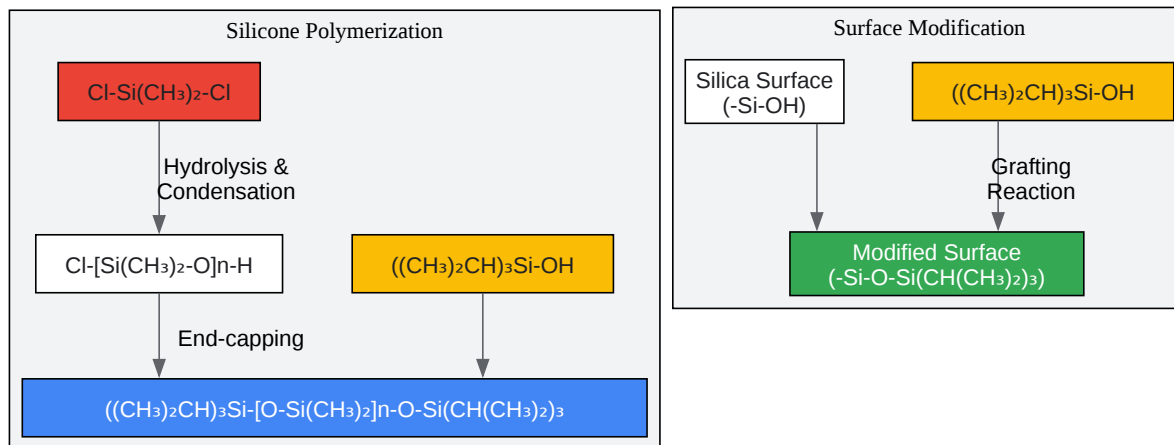 Silicone Polymerization
Cl-Si(CH₃)₂-Cl
Hydrolysis &
Condensation
Cl-[Si(CH₃)₂-O]n-H
((CH₃)₂CH)₃Si-OH
End-capping
((CH₃)₂CH)₃Si-[O-Si(CH₃)₂]n-O-Si(CH(CH₃)₂)₃
Surface Modification
Silica Surface
(-Si-OH)
((CH₃)₂CH)₃Si-OH
Grafting
Reaction
Modified Surface
(-Si-O-Si(CH(CH₃)₂)₃)